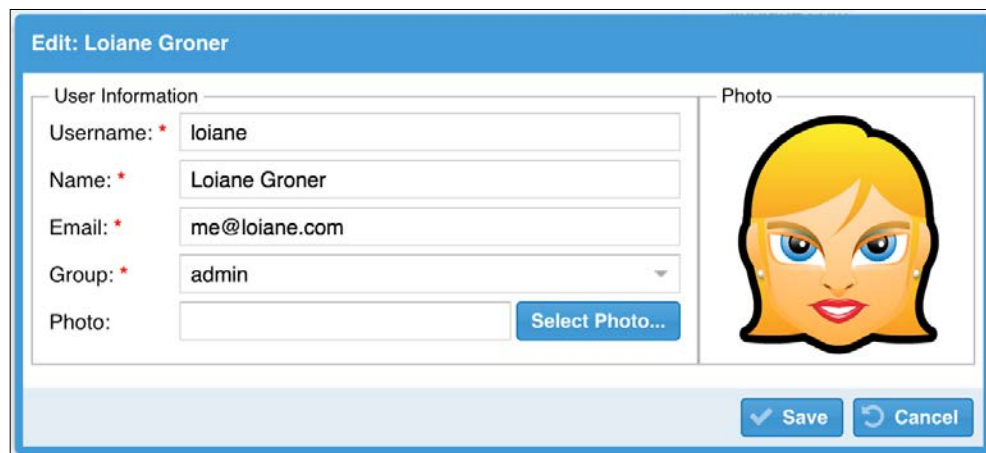 Edit: Loiane Groner
User Information
Username: * loiane
Name: * Loiane Groner
Email: * me@loiane.com
Group: * admin
Photo: Select Photo...
Photo
Save Cancel